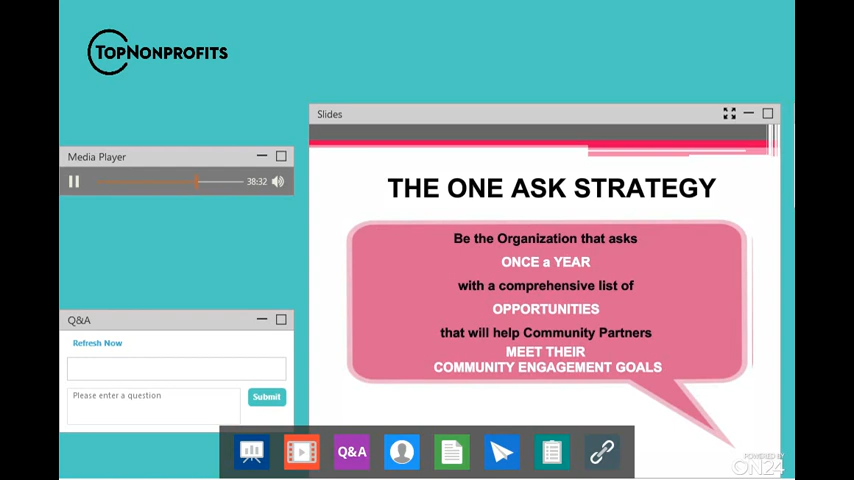 TOPNONPROFITS
Slides
Media Player
38:32
THE ONE ASK STRATEGY
Be the Organization that asks
ONCE a YEAR
with a comprehensive list of
OPPORTUNITIES
that will help Community Partners
MEET THEIR
COMMUNITY ENGAGEMENT GOALS
Q&A
Refresh Now
Please enter a question
Submit
Q&A
POWERED BY
ON24